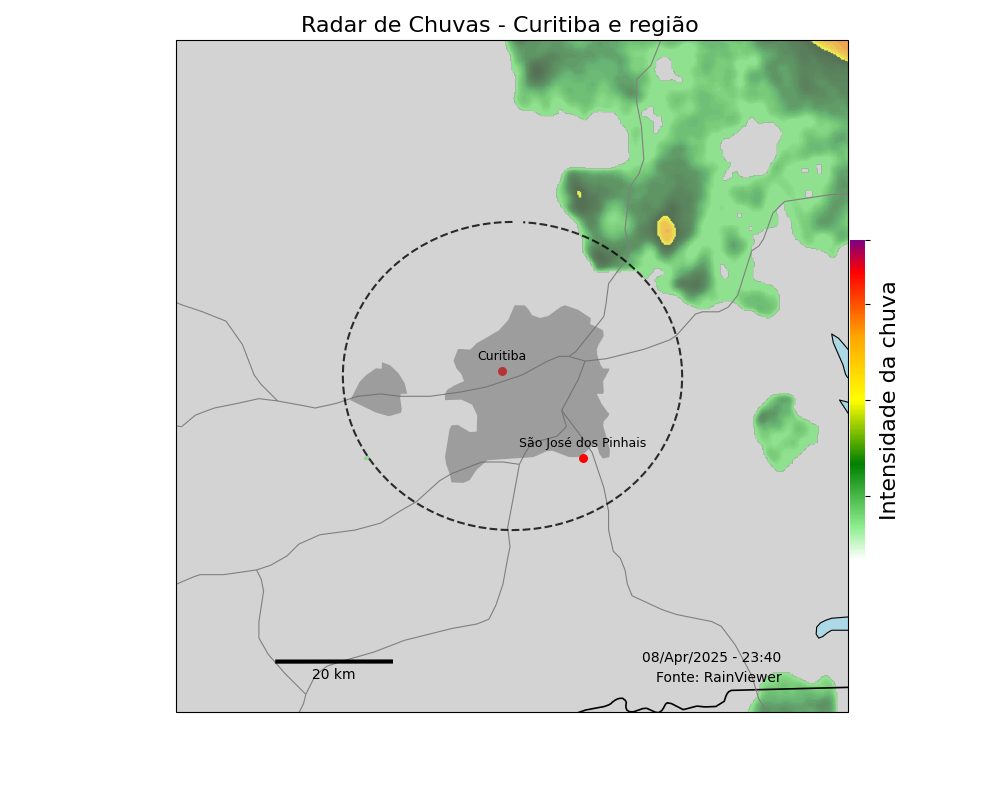 Radar de Chuvas - Curitiba e região
Intensidade da chuva
Curitiba
São José dos Pinhais
08/Apr/2025 - 23:40
Fonte: RainViewer
20 km